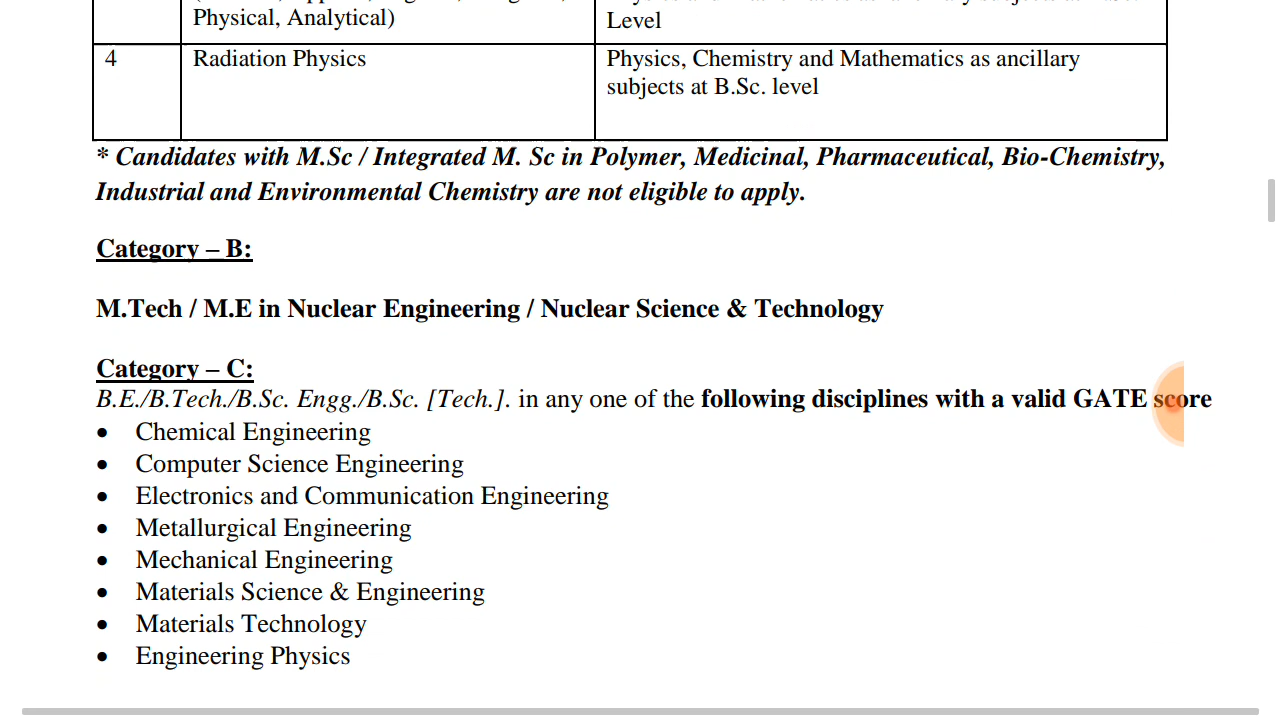 Physical, Analytical)
Level
4
Radiation Physics
Physics, Chemistry and Mathematics as ancillary
subjects at B.Sc. level
* Candidates with M.Sc / Integrated M. Sc in Polymer, Medicinal, Pharmaceutical, Bio-Chemistry,
Industrial and Environmental Chemistry are not eligible to apply.
Category – B:
M.Tech / M.E in Nuclear Engineering / Nuclear Science & Technology
Category – C:
B.E./B.Tech./B.Sc. Engg./B.Sc. [Tech.]. in any one of the following disciplines with a valid GATE score
• Chemical Engineering
• Computer Science Engineering
• Electronics and Communication Engineering
• Metallurgical Engineering
• Mechanical Engineering
• Materials Science & Engineering
• Materials Technology
• Engineering Physics